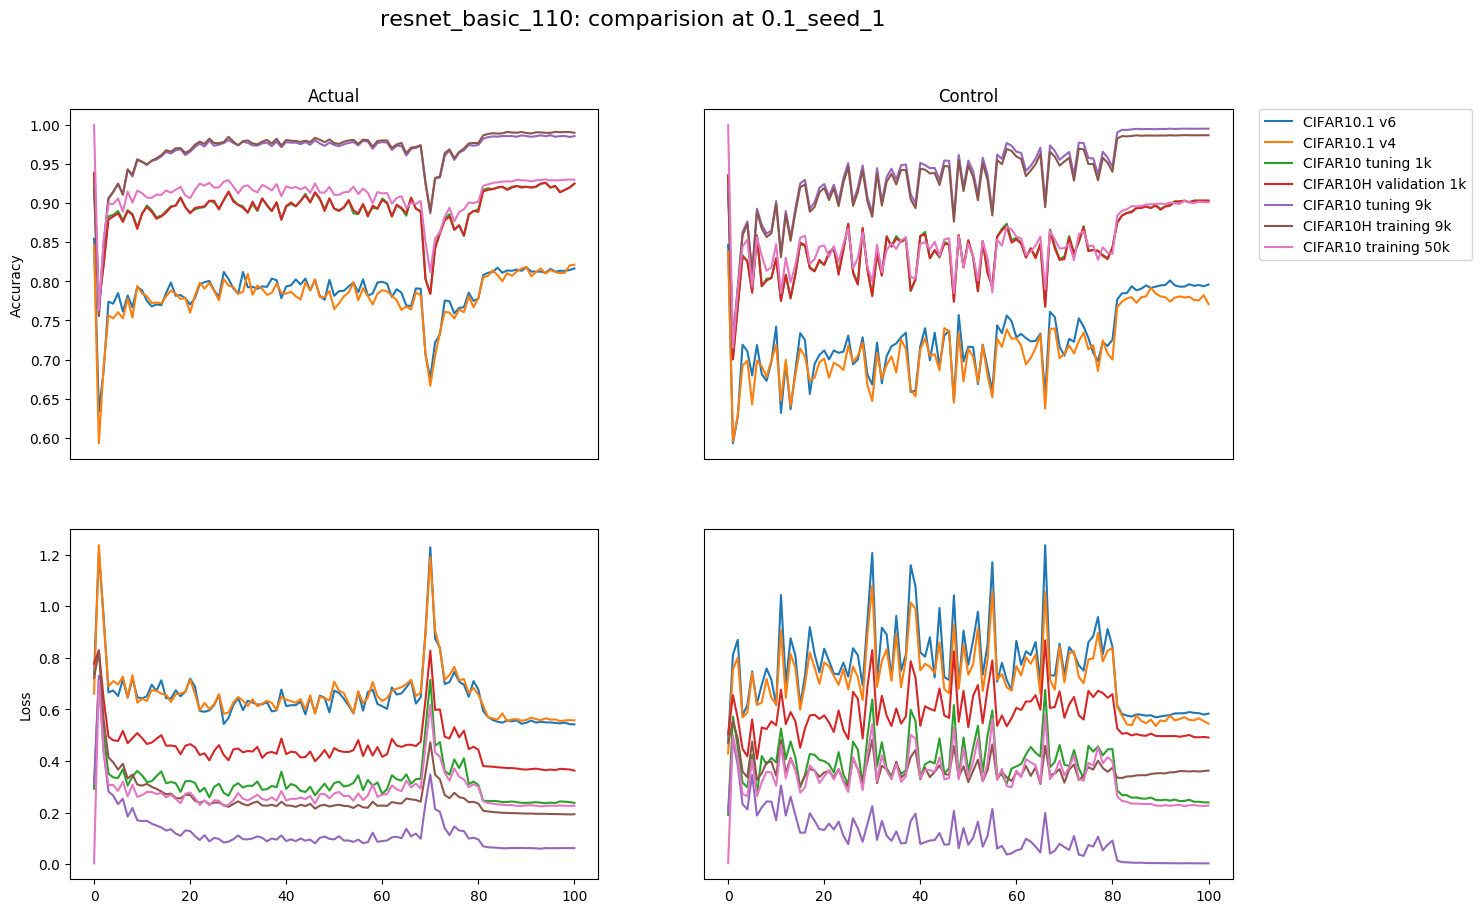 resnet_basic_110: comparision at 0.1_seed_1
Actual
Control
Accuracy
1.00
0.95
0.90
0.85
0.80
0.75
0.70
0.65
0.60
CIFAR10.1 v6
CIFAR10.1 v4
CIFAR10 tuning 1k
CIFAR10H validation 1k
CIFAR10 tuning 9k
CIFAR10H training 9k
CIFAR10 training 50k
Loss
1.2
1.0
0.8
0.6
0.4
0.2
0.0
0 20 40 60 80 100
0 20 40 60 80 100